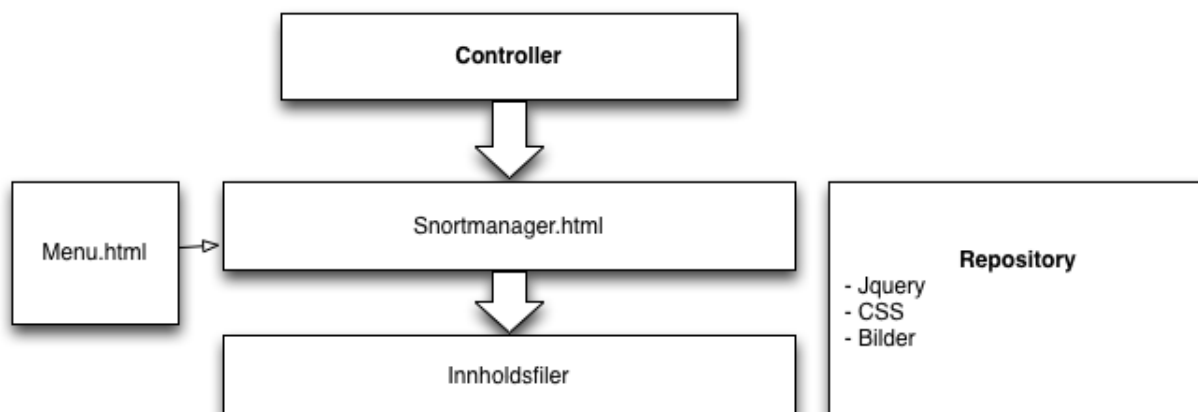 Controller
Menu.html
Snortmanager.html
Innholdsfiler
Repository
- Jquery
- CSS
- Bilder